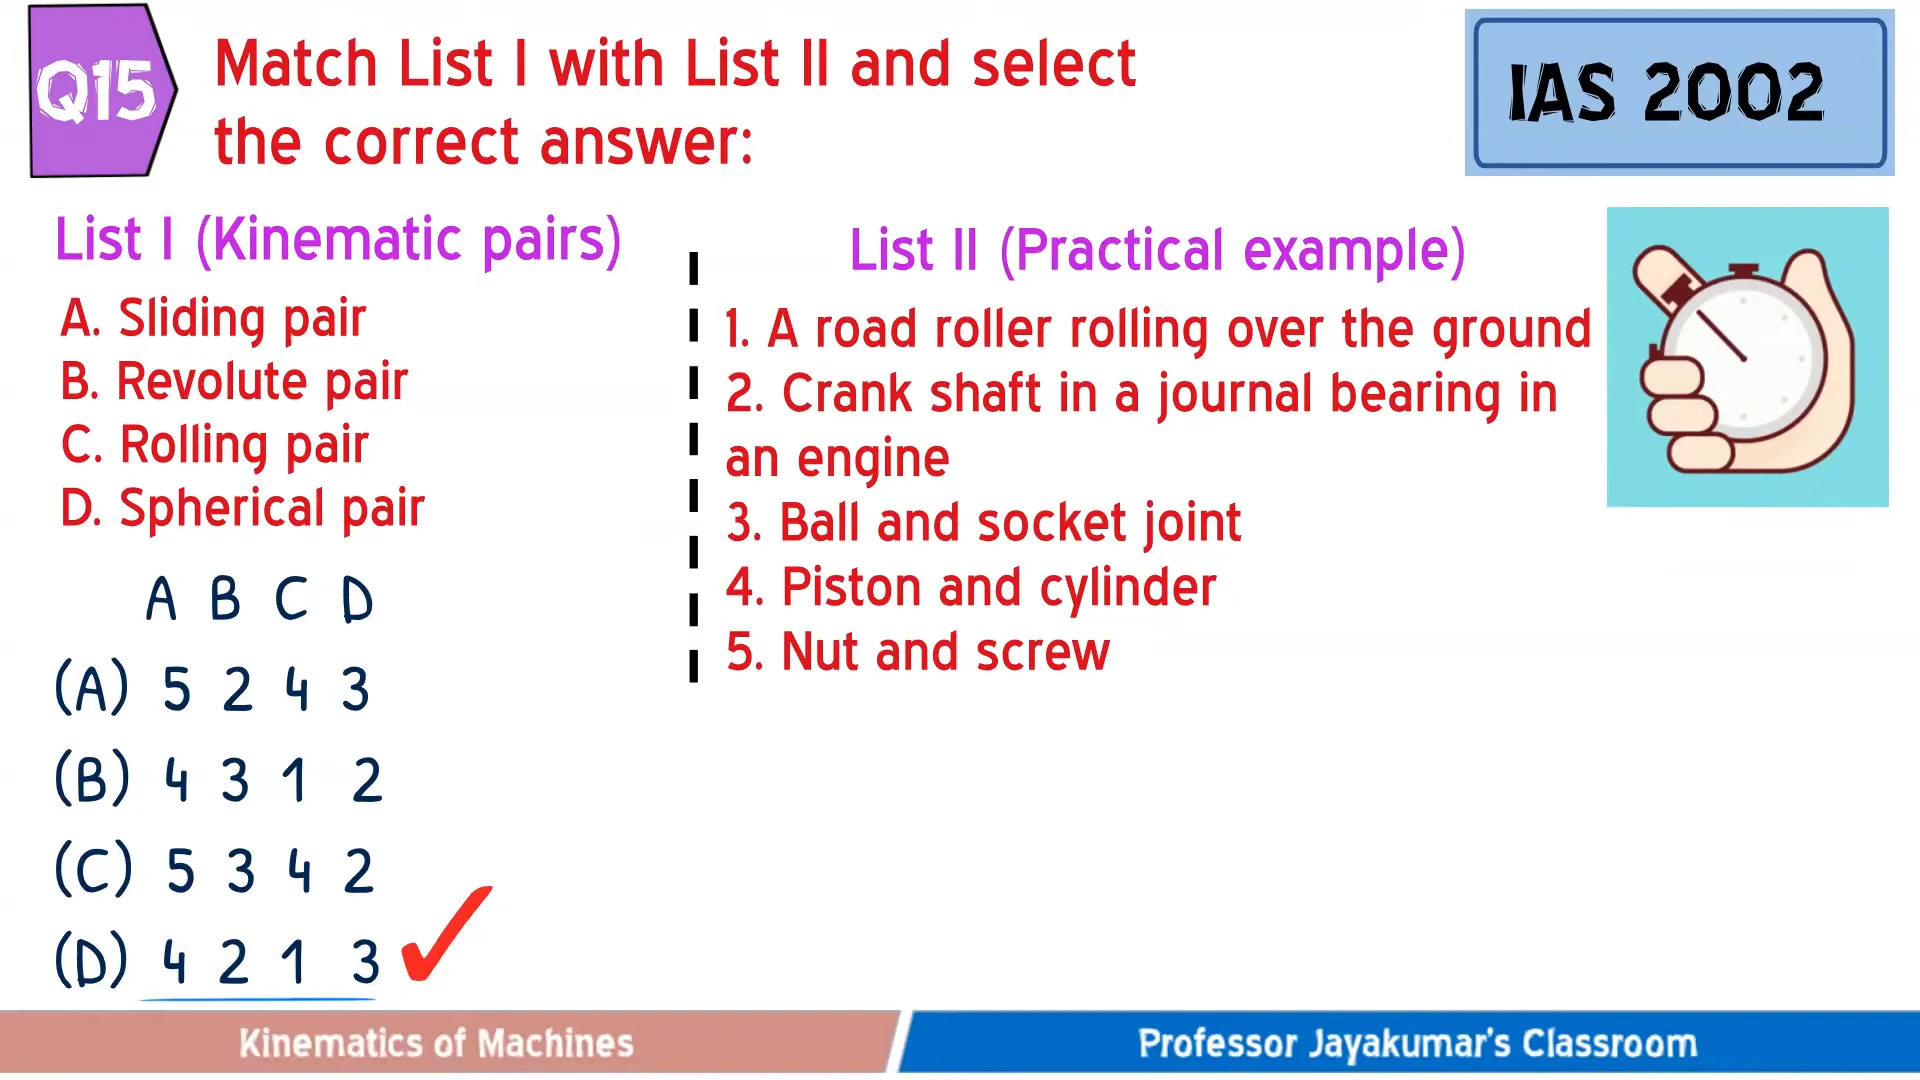 Q15
Match List I with List II and select
the correct answer:
IAS 2002
List I (Kinematic pairs)
A. Sliding pair
B. Revolute pair
C. Rolling pair
D. Spherical pair
List II (Practical example)
1. A road roller rolling over the ground
2. Crank shaft in a journal bearing in
an engine
3. Ball and socket joint
4. Piston and cylinder
5. Nut and screw
A B C D
(A) 5 2 4 3
(B) 4 3 1 2
(C) 5 3 4 2
(D) 4 2 1 3
Kinematics of Machines
Professor Jayakumar's Classroom